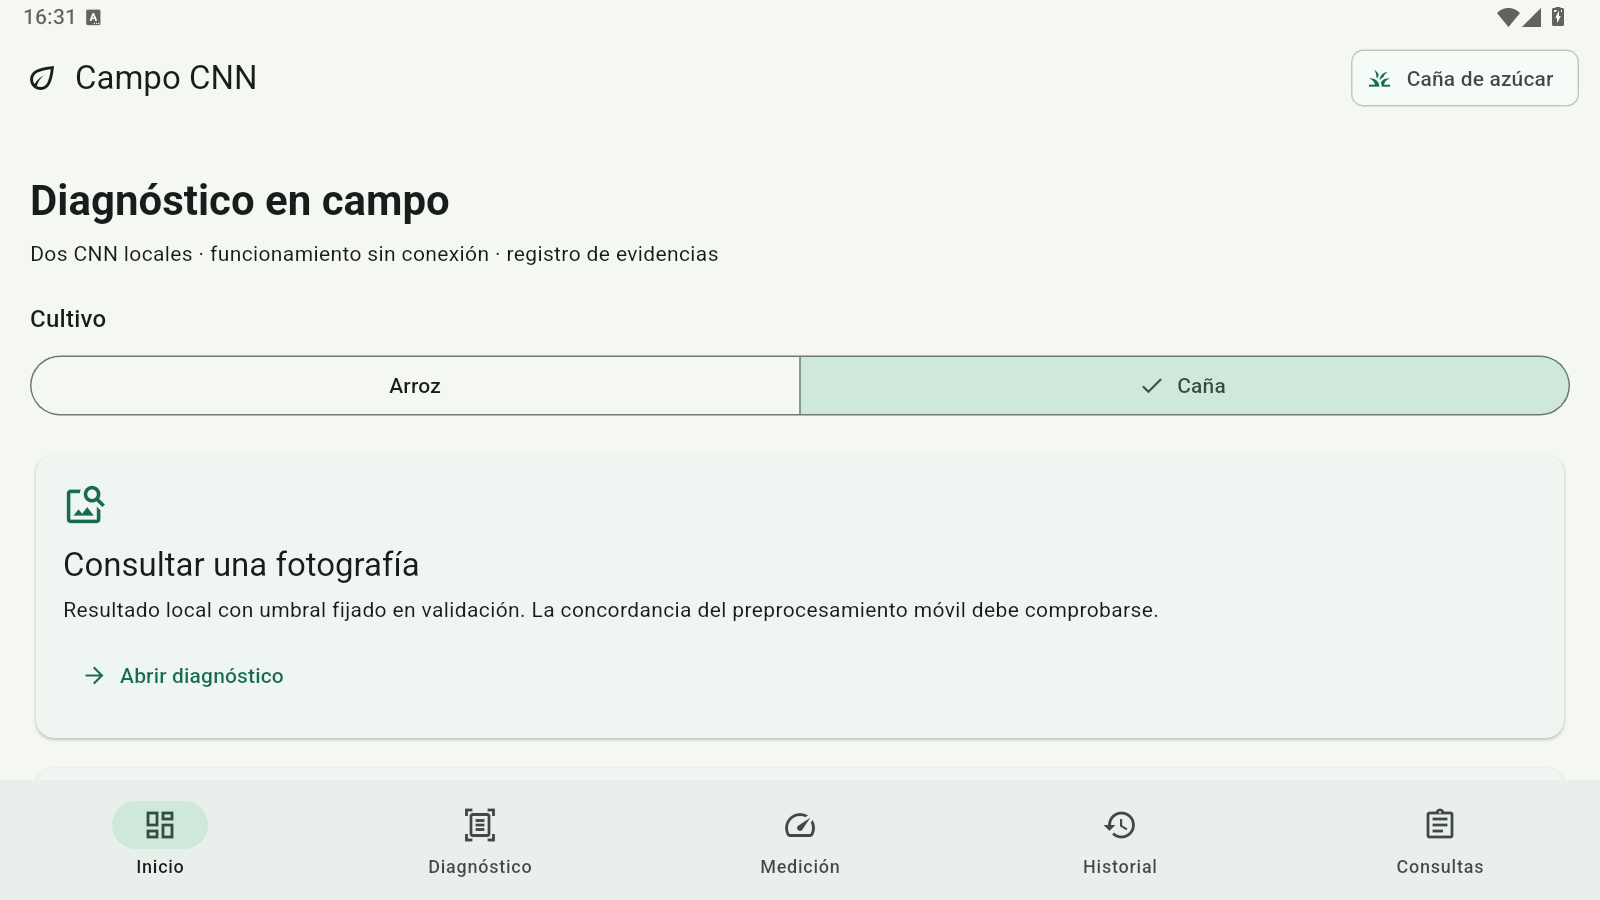 16:31
Campo CNN
Caña de azúcar
Diagnóstico en campo
Dos CNN locales · funcionamiento sin conexión · registro de evidencias
Cultivo
Arroz
Caña
Consultar una fotografía
Resultado local con umbral fijado en validación. La concordancia del preprocesamiento móvil debe comprobarse.
Abrir diagnóstico
Inicio
Diagnóstico
Medición
Historial
Consultas